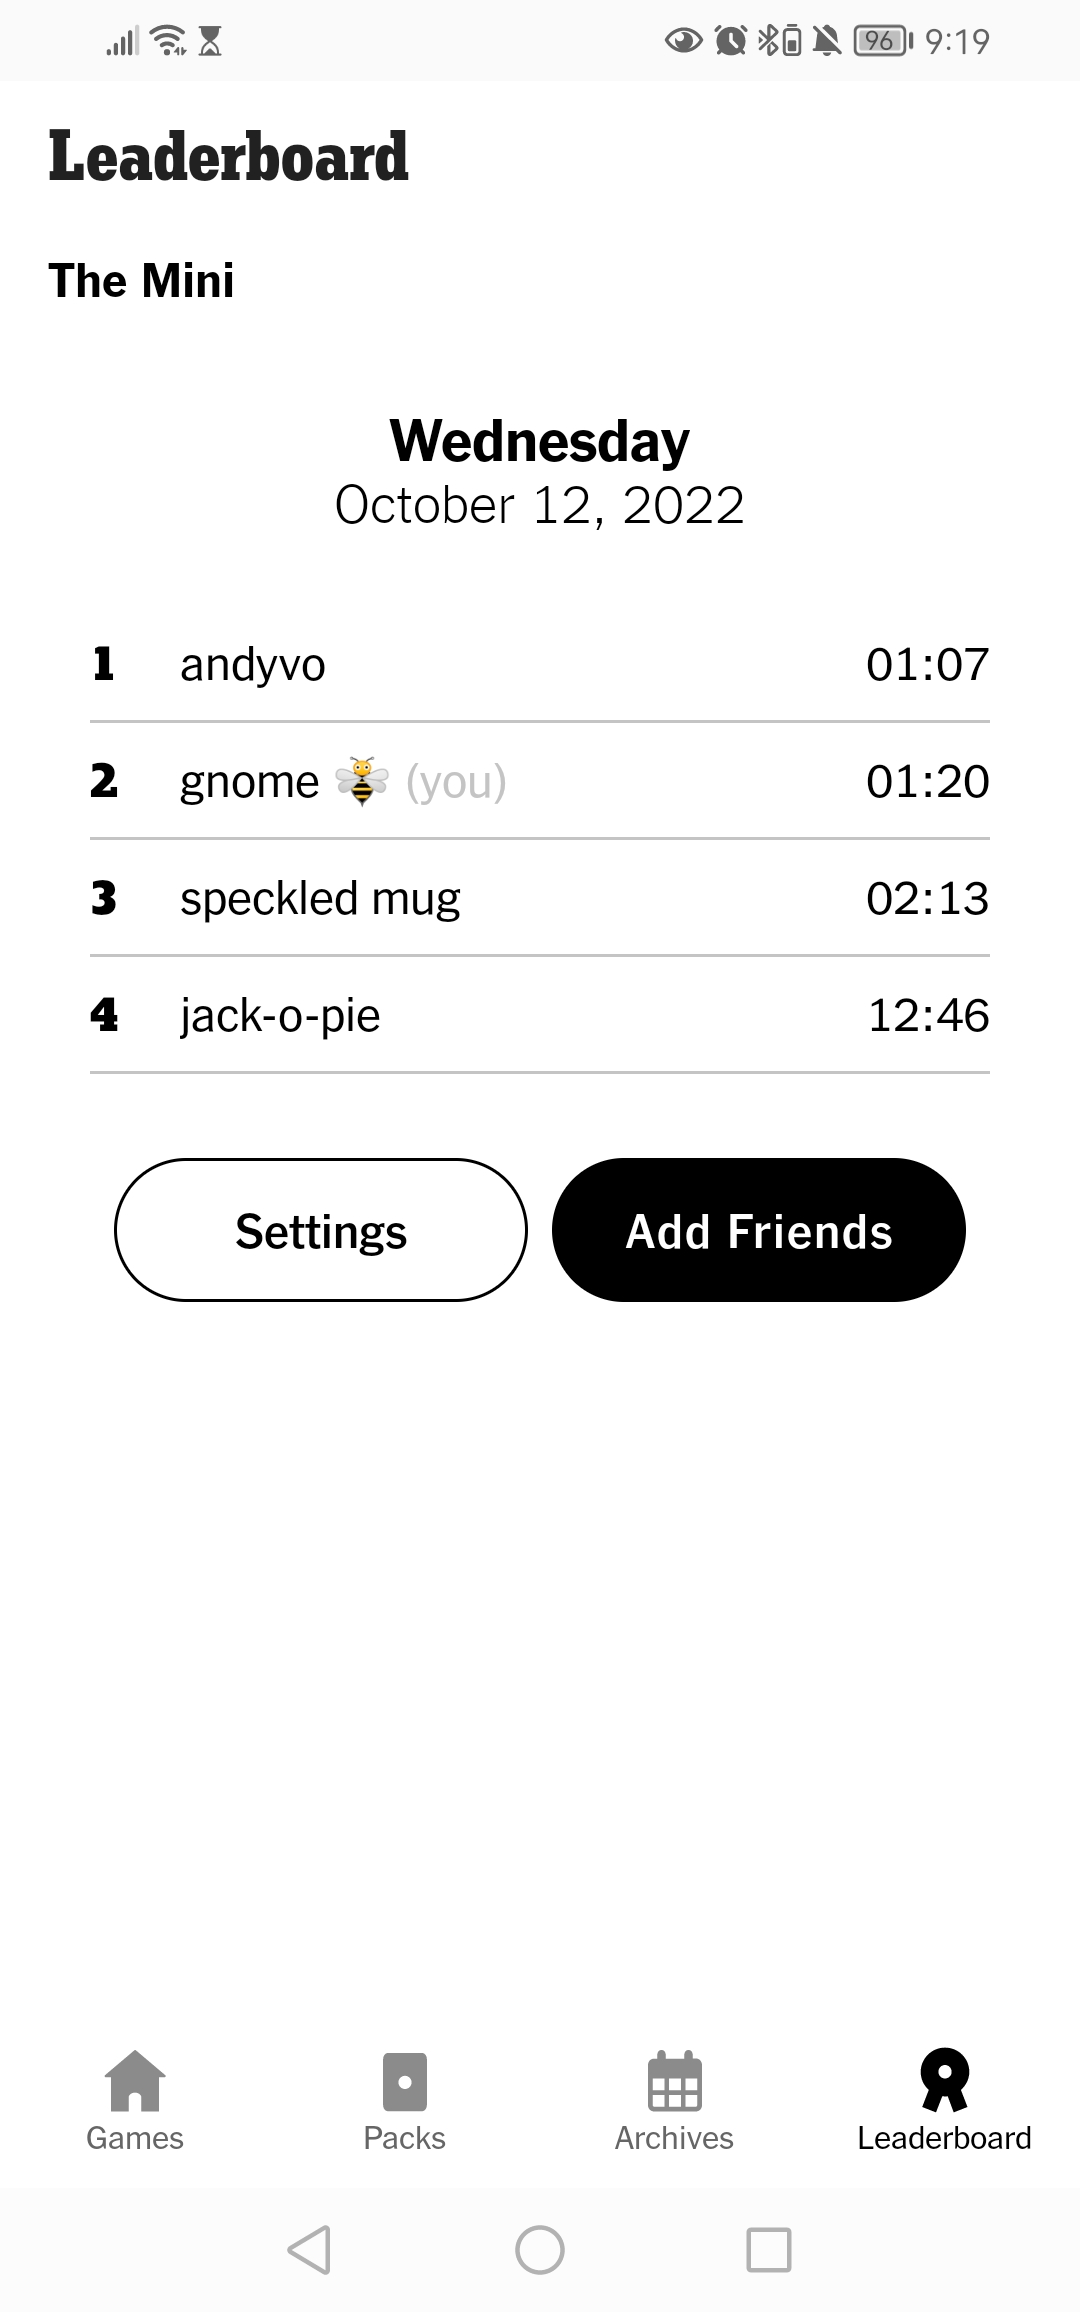 96 9:19
Leaderboard
The Mini
Wednesday
October 12, 2022
1 andyvo 01:07
2 gnome 🐝 (you) 01:20
3 speckled mug 02:13
4 jack-o-pie 12:46
Settings Add Friends
Games Packs Archives Leaderboard